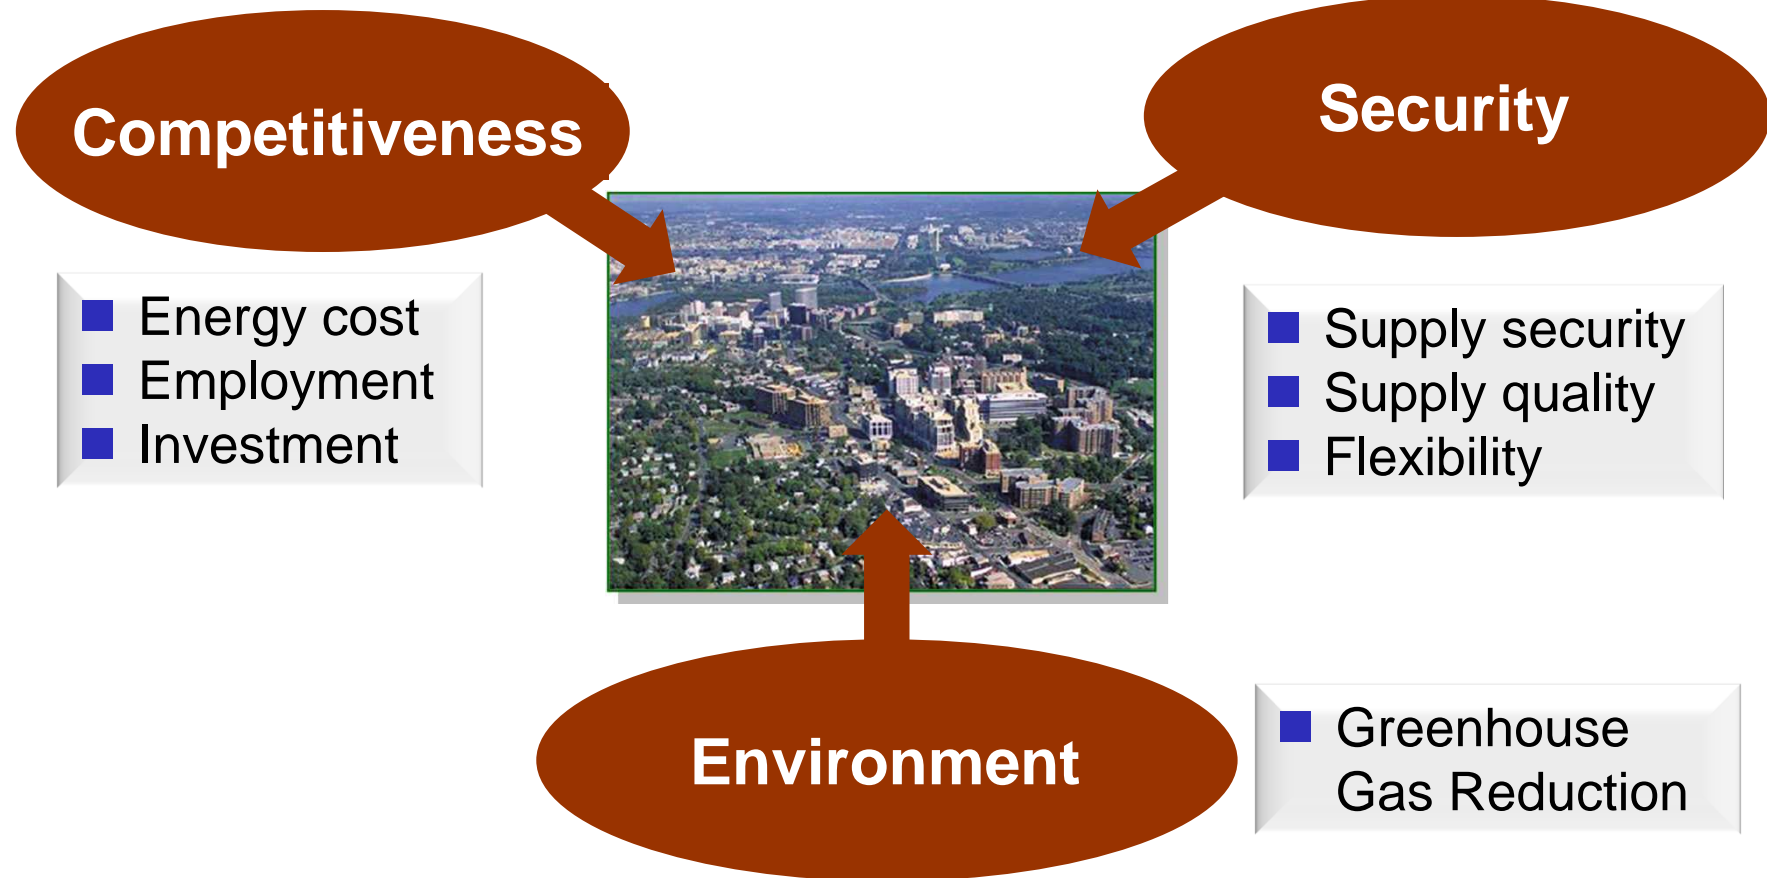 Competitiveness
Security
Energy cost
Employment
Investment
Supply security
Supply quality
Flexibility
Environment
Greenhouse
Gas Reduction